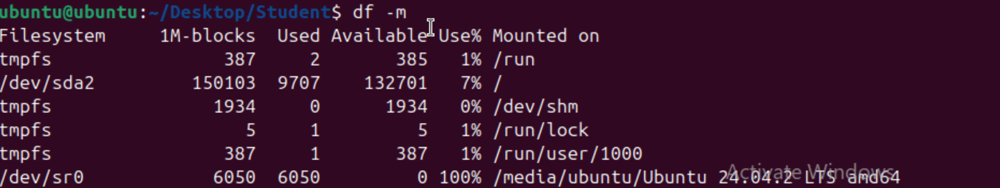 ubuntu@ubuntu:~/Desktop/Student$ df -m
Filesystem     1M-blocks  Used Available Use% Mounted on
tmpfs                387     2       385   1% /run
/dev/sda2         150103  9707    132701   7% /
tmpfs               1934     0      1934   0% /dev/shm
tmpfs                  5     1         5   1% /run/lock
tmpfs                387     1       387   1% /run/user/1000
/dev/sr0            6050  6050         0 100% /media/ubuntu/Ubuntu 24.04.2 LTS amd64
Activate Windows